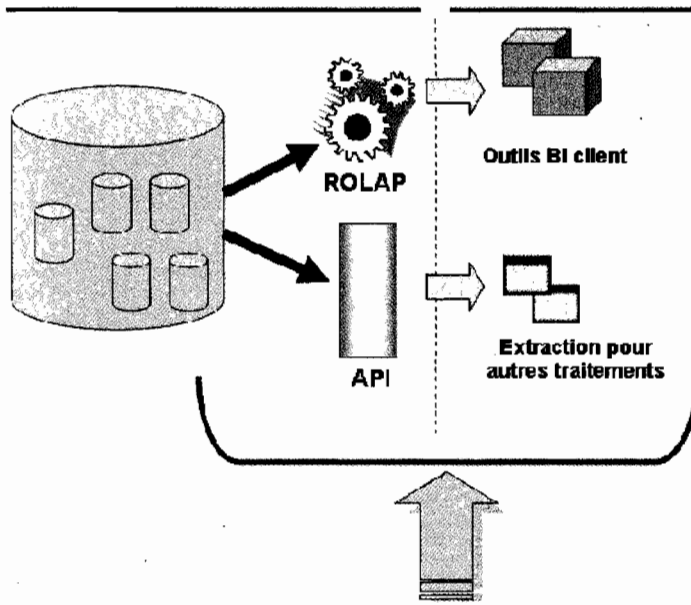 ROLAP
Outils BI client
API
Extraction pour
autres traitements